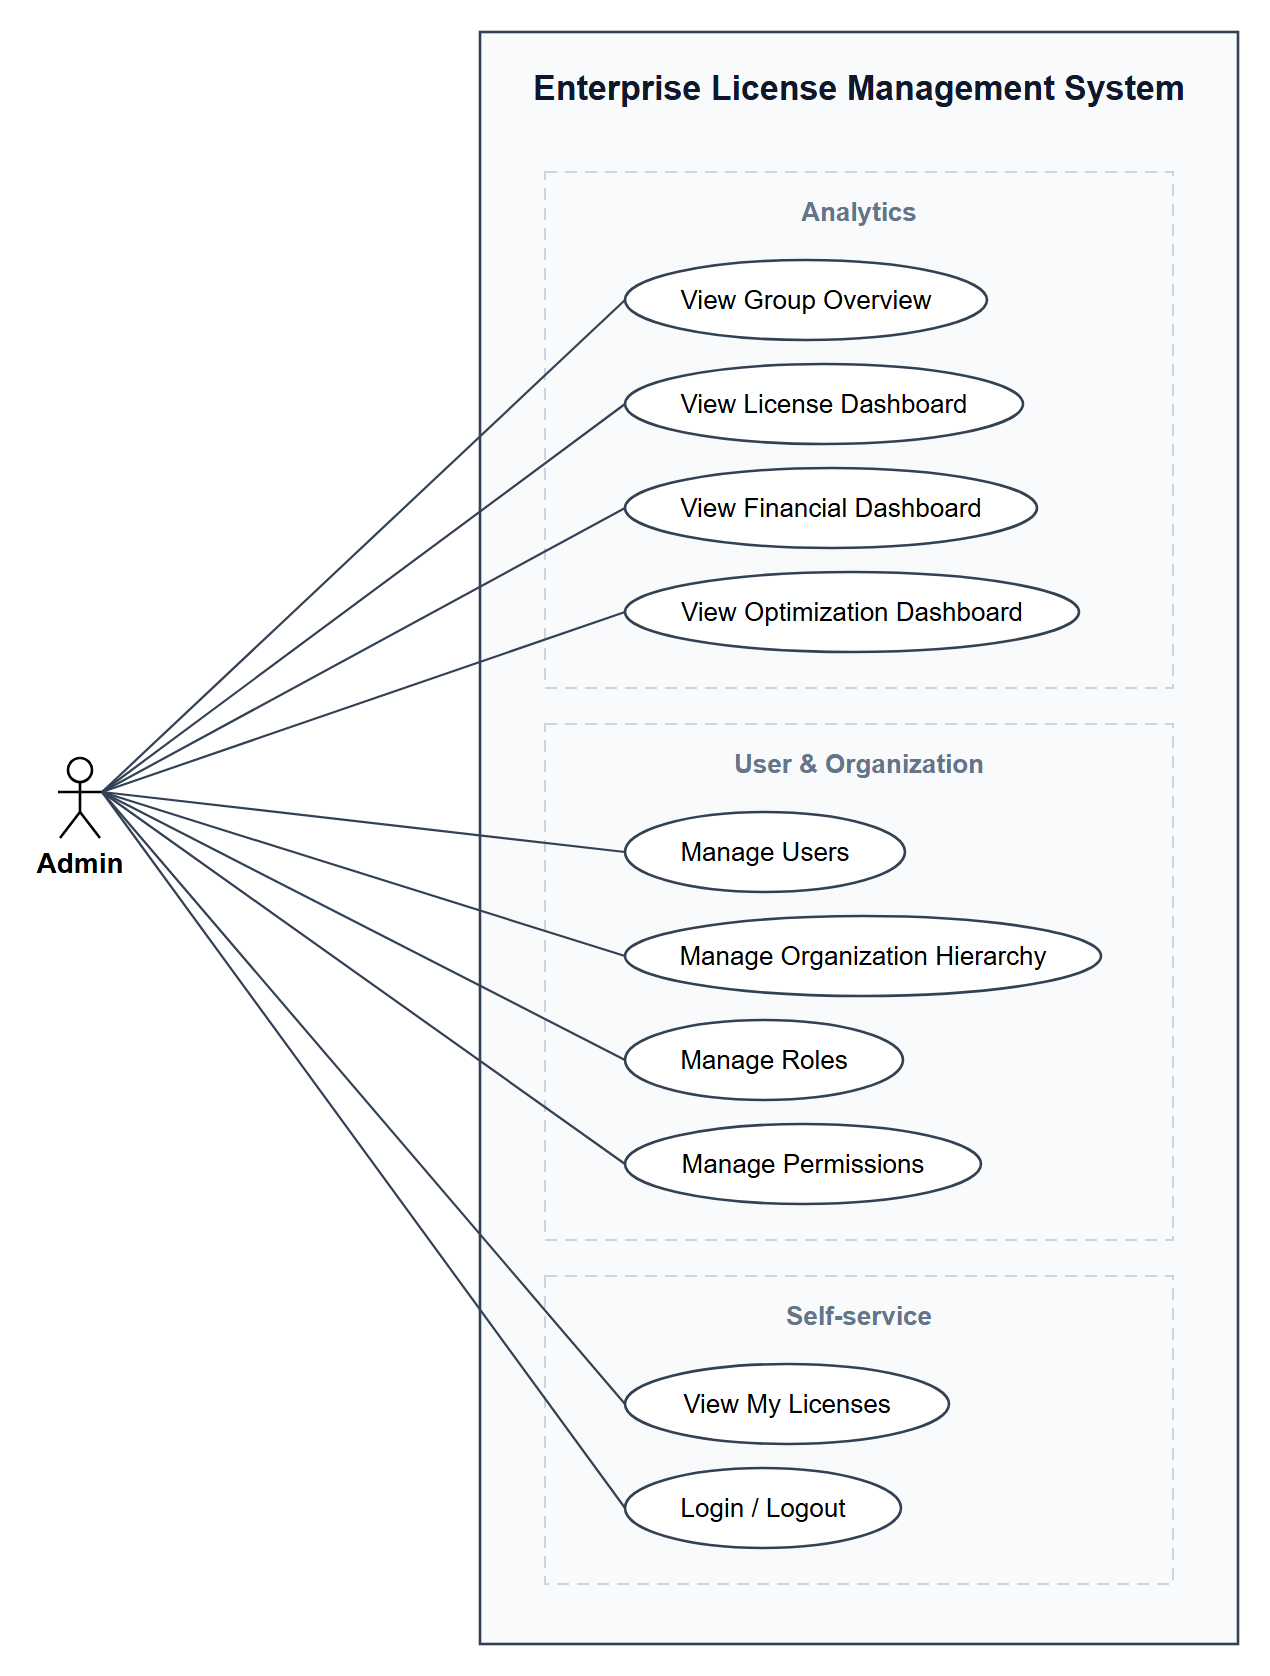 Enterprise License Management System
Analytics
View Group Overview
View License Dashboard
View Financial Dashboard
View Optimization Dashboard
User & Organization
Manage Users
Admin
Manage Organization Hierarchy
Manage Roles
Manage Permissions
Self-service
View My Licenses
Login / Logout